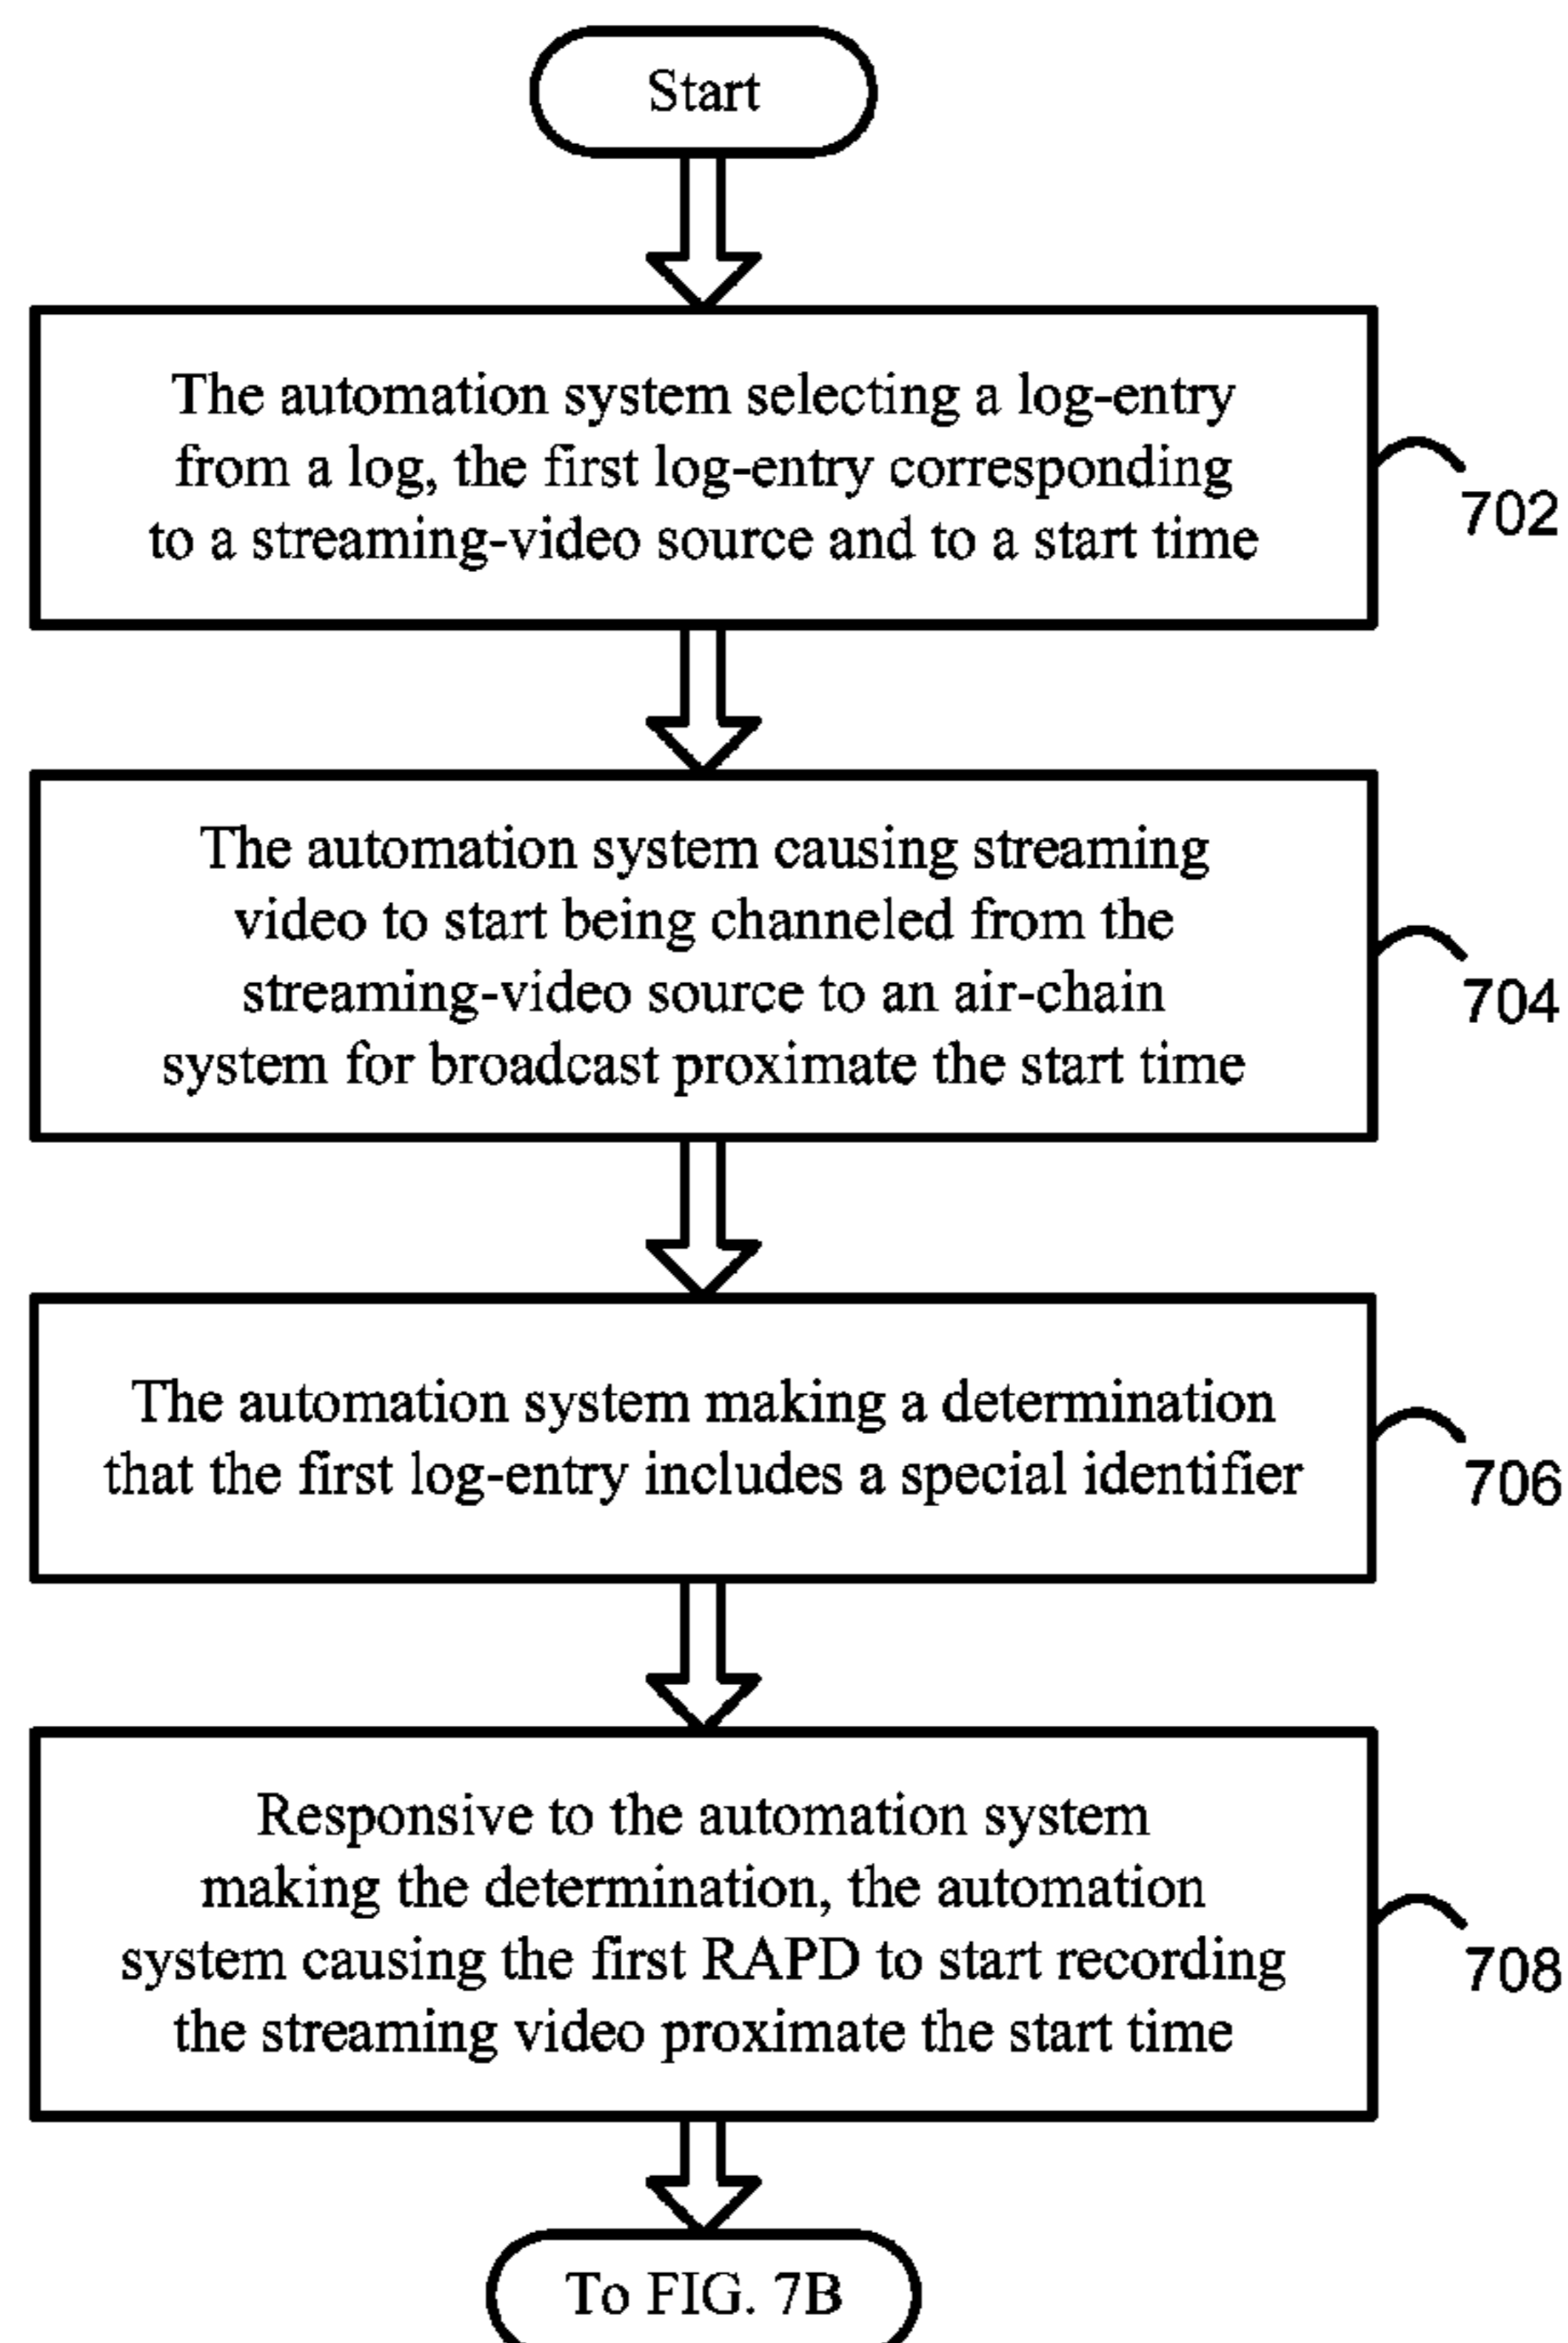 Start
The automation system selecting a log-entry
from a log, the first log-entry corresponding
to a streaming-video source and to a start time
702
The automation system causing streaming
video to start being channeled from the
streaming-video source to an air-chain
system for broadcast proximate the start time
704
The automation system making a determination
that the first log-entry includes a special identifier
706
Responsive to the automation system
making the determination, the automation
system causing the first RAPD to start recording
the streaming video proximate the start time
708
To FIG. 7B